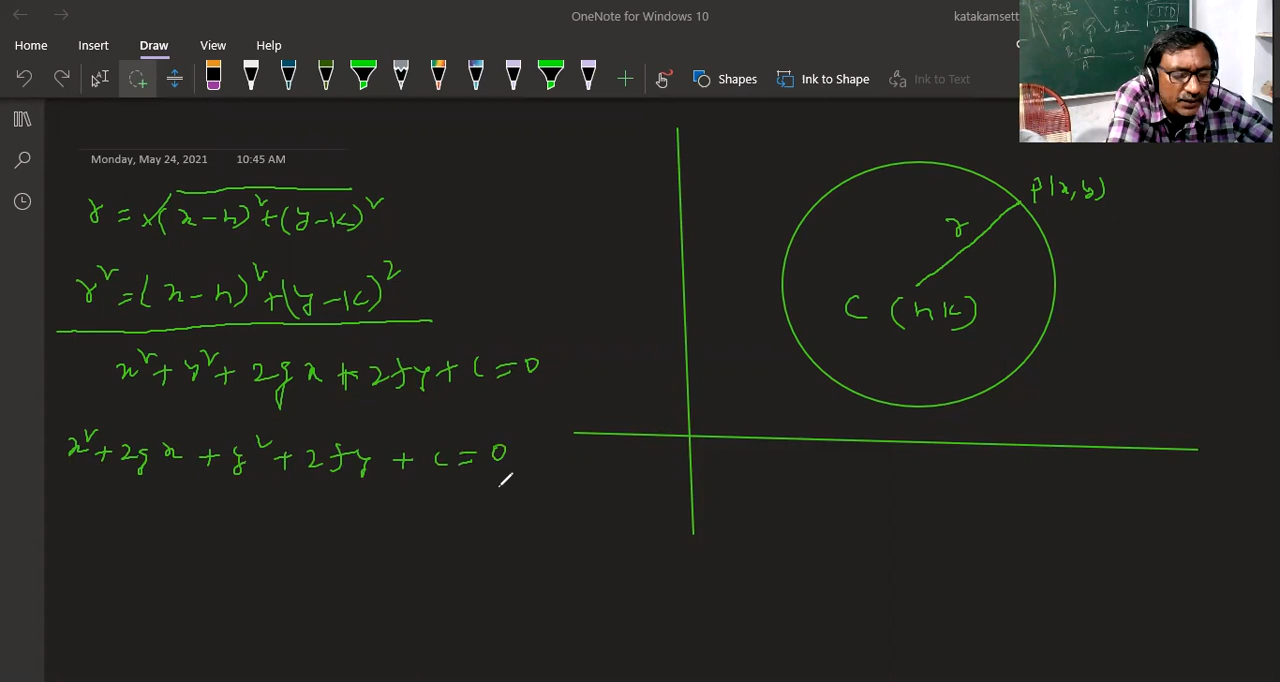 OneNote for Windows 10
katakamsett
Home Insert Draw View Help
Shapes Ink to Shape Ink to Text
Monday, May 24, 2021 10:45 AM
r = √(x-h)²+(y-k)²
r² = (x-h)²+(y-k)²
x²+y²+2gx+2fy+c=0
x²+2gx+y²+2fy+c=0
P(x,y)
r
C (h k)